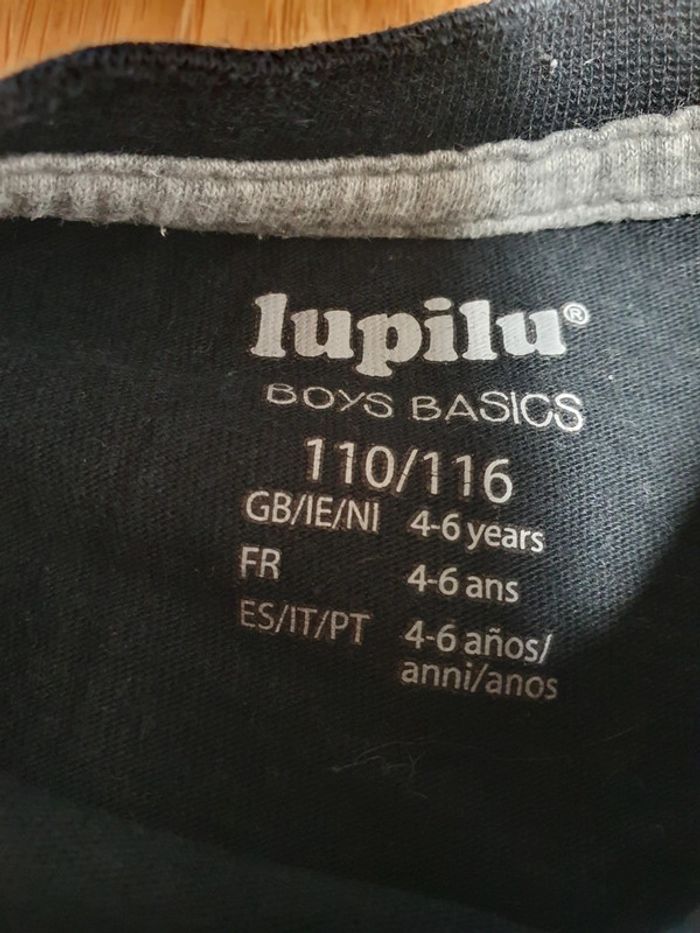 lupilu®
BOYS BASICS
110/116
GB/IE/NI 4-6 years
FR 4-6 ans
ES/IT/PT 4-6 años/
anni/anos